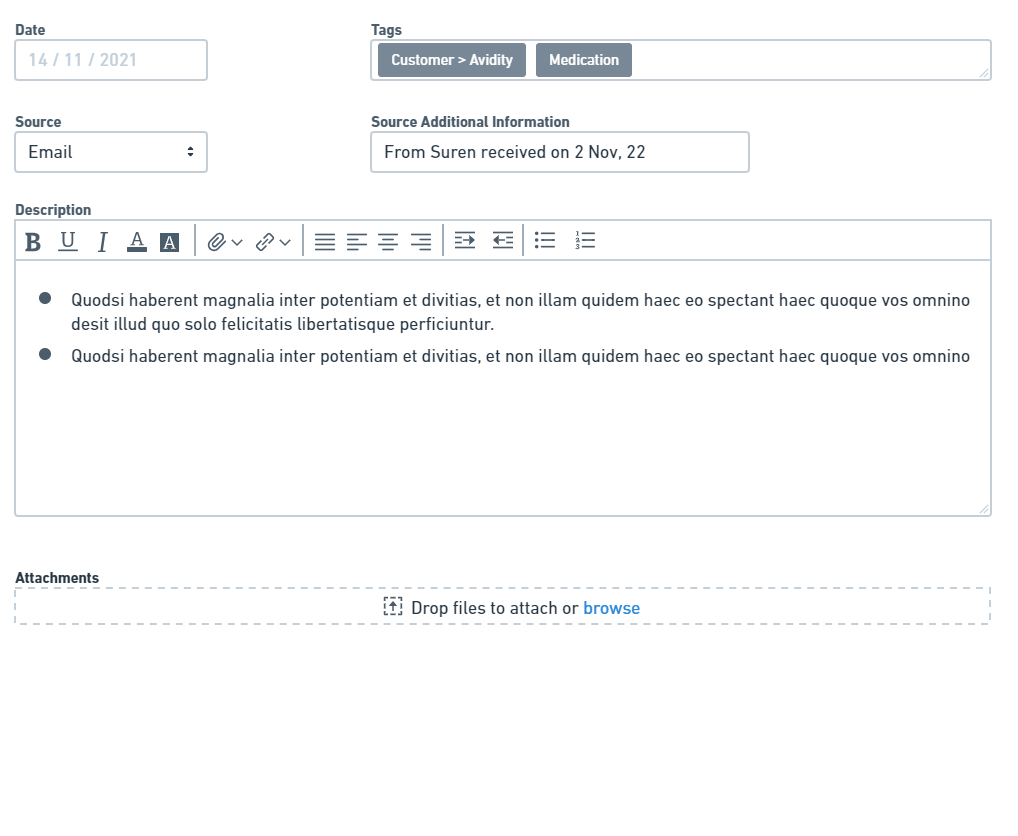 Date
Tags
14 / 11 / 2021
Customer > Avidity
Medication
Source
Source Additional Information
Email
From Suren received on 2 Nov, 22
Description
B U I A A
Quodsi haberent magnalia inter potentiam et divitias, et non illam quidem haec eo spectant haec quoque vos omnino
desit illud quo solo felicitatis libertatisque perficiuntur.
Quodsi haberent magnalia inter potentiam et divitias, et non illam quidem haec eo spectant haec quoque vos omnino
Attachments
Drop files to attach or browse